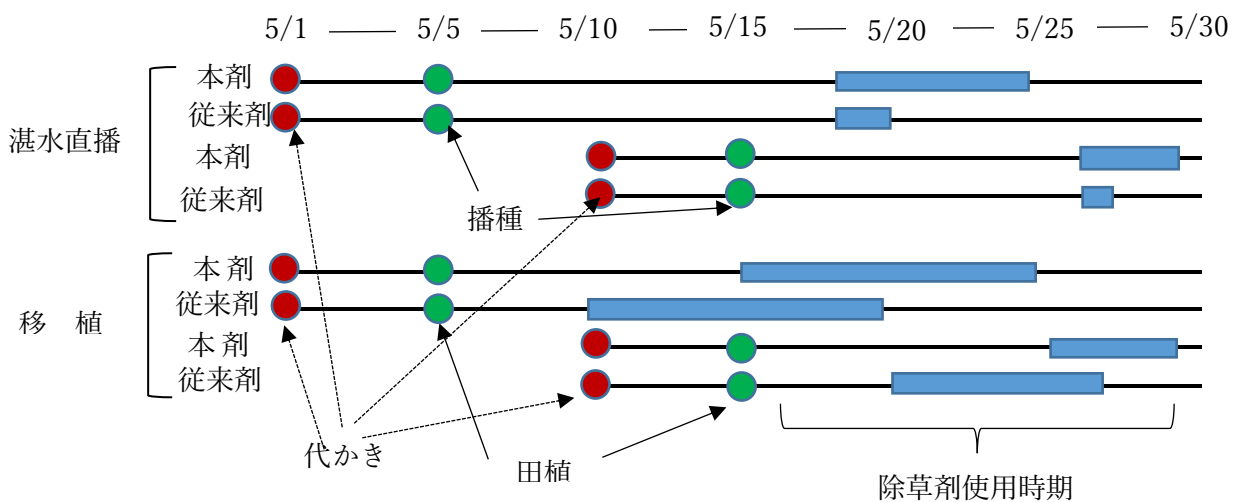 5/1 — 5/5 — 5/10 — 5/15 — 5/20 — 5/25 — 5/30
湛水直播
本剤
従来剤
本剤
従来剤
播種
移 植
本 剤
従来剤
本 剤
従来剤
代かき
田植
除草剤使用時期